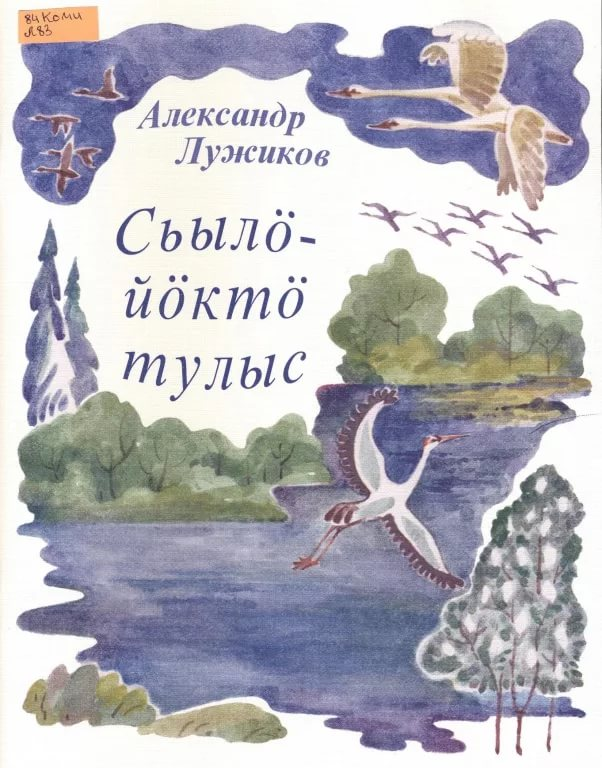 84 Коми
Л83
Александр
Лужиков
Сьылӧ-
йӧктӧ
тулыс